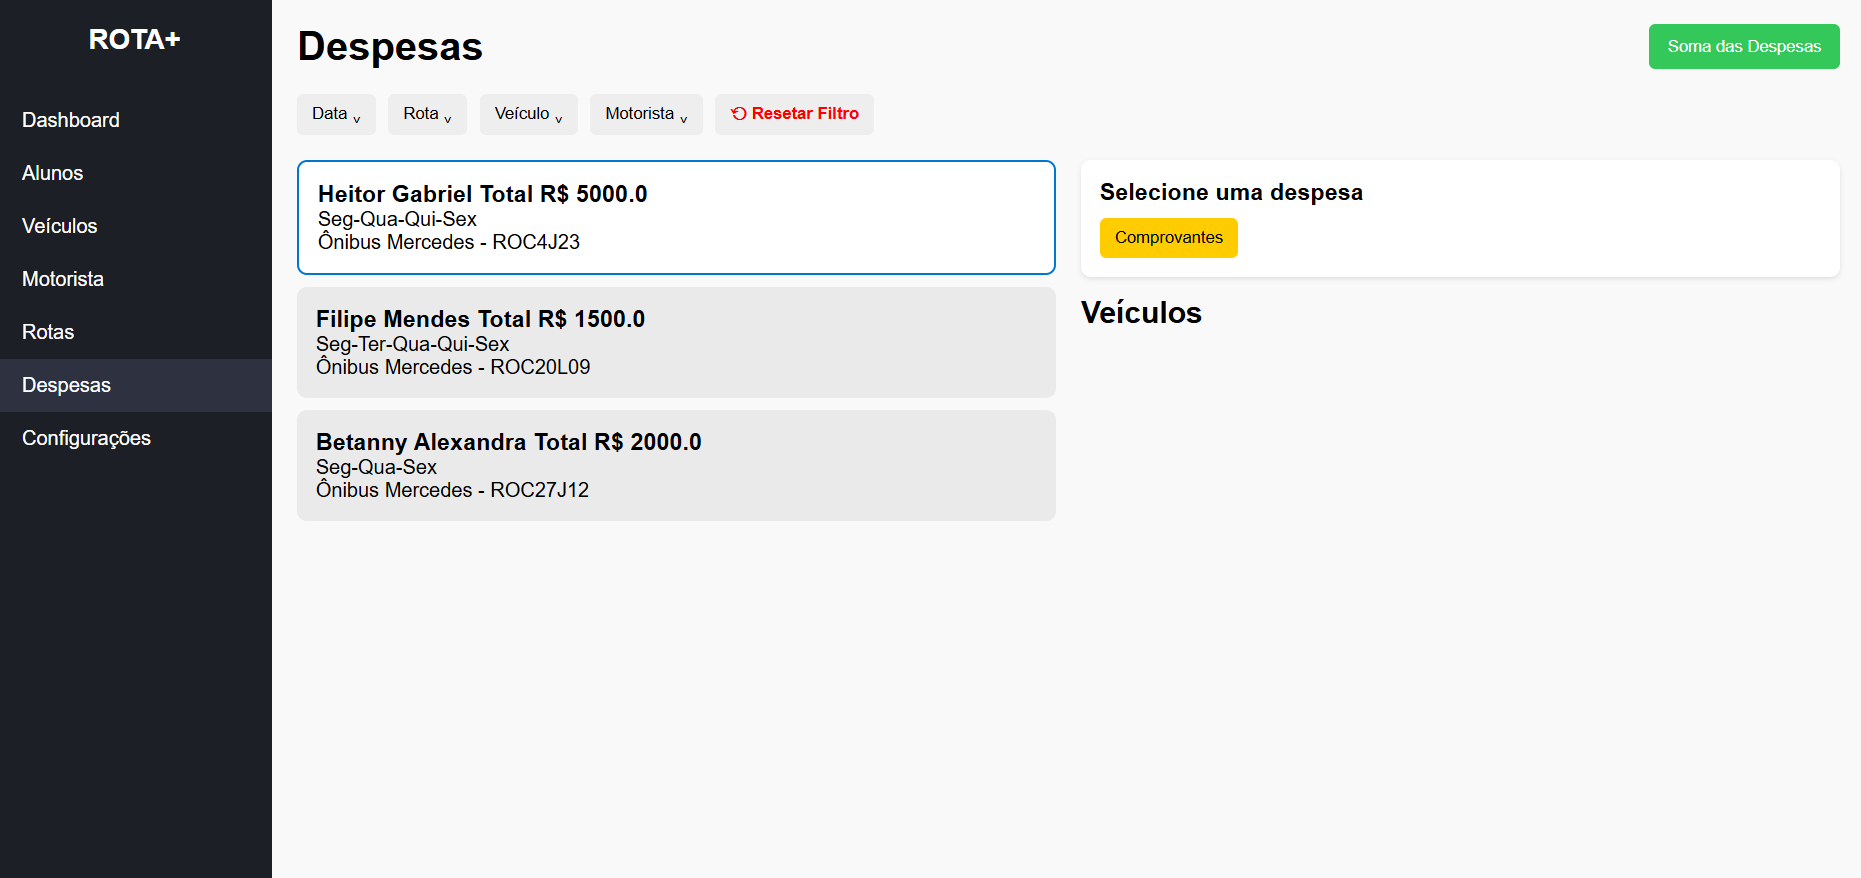 ROTA+
Dashboard
Alunos
Veículos
Motorista
Rotas
Despesas
Configurações
Despesas
Soma das Despesas
Data v
Rota v
Veículo v
Motorista v
Resetar Filtro
Heitor Gabriel Total R$ 5000.0
Seg-Qua-Qui-Sex
Ônibus Mercedes - ROC4J23
Filipe Mendes Total R$ 1500.0
Seg-Ter-Qua-Qui-Sex
Ônibus Mercedes - ROC20L09
Betanny Alexandra Total R$ 2000.0
Seg-Qua-Sex
Ônibus Mercedes - ROC27J12
Selecione uma despesa
Comprovantes
Veículos